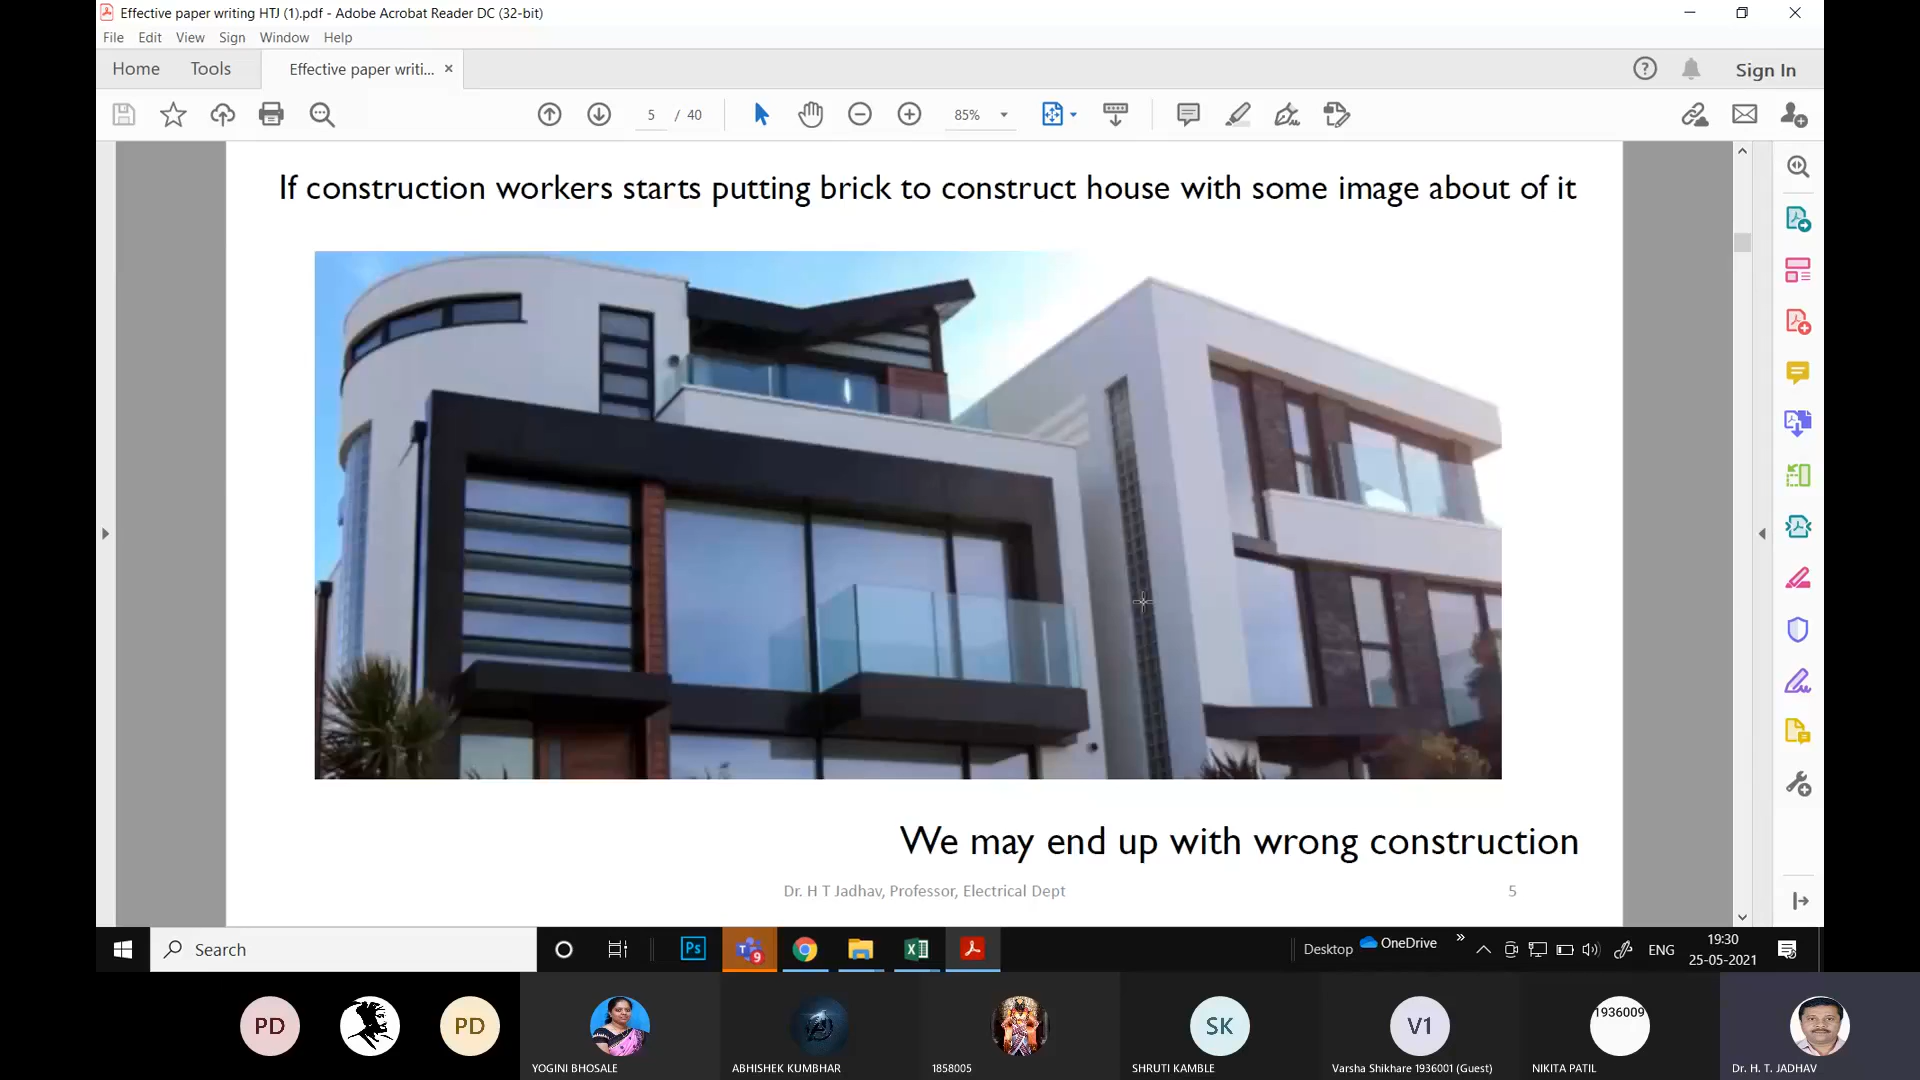 Effective paper writing HTJ (1).pdf - Adobe Acrobat Reader DC (32-bit)
File Edit View Sign Window Help
Home Tools Effective paper writi... × Sign In
5 / 40 85%
If construction workers starts putting brick to construct house with some image about of it
We may end up with wrong construction
Dr. H T Jadhav, Professor, Electrical Dept 5
Search Ps T 9 Desktop OneDrive » ENG 19:30
25-05-2021
PD PD SK V1 1936009
YOGINI BHOSALE ABHISHEK KUMBHAR 1858005 SHRUTI KAMBLE Varsha Shikhare 1936001 (Guest) NIKITA PATIL Dr. H. T. JADHAV